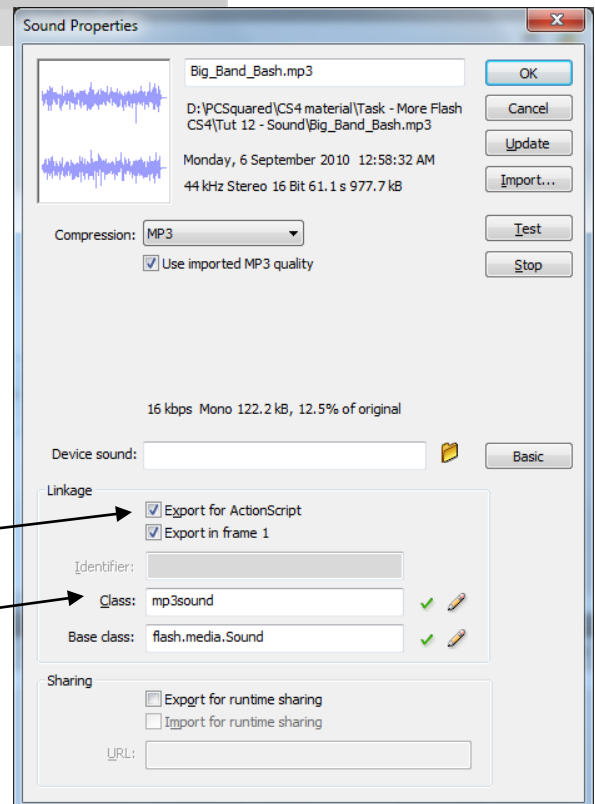 Sound Properties
Big_Band_Bash.mp3
OK
D:\PCSquared\CS4 material\Task - More Flash
CS4\Tut 12 - Sound\Big_Band_Bash.mp3
Cancel
Update
Monday, 6 September 2010 12:58:32 AM
44 kHz Stereo 16 Bit 61.1 s 977.7 kB
Import...
Compression: MP3
Test
Use imported MP3 quality
Stop
16 kbps Mono 122.2 kB, 12.5% of original
Device sound:
Basic
Linkage
Export for ActionScript
Export in frame 1
Identifier:
Class: mp3sound
Base class: flash.media.Sound
Sharing
Export for runtime sharing
Import for runtime sharing
URL: